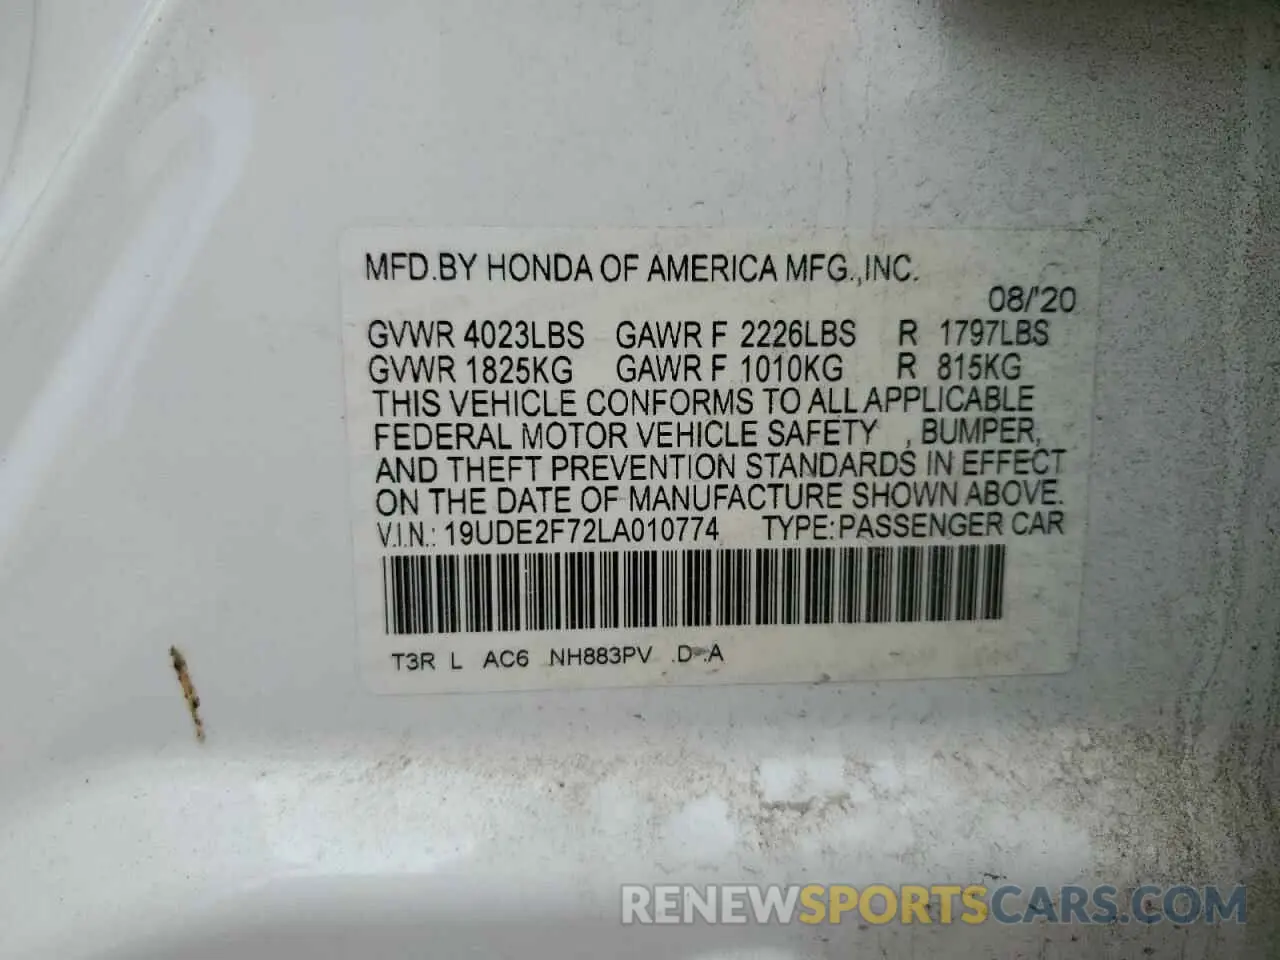 MFD.BY HONDA OF AMERICA MFG.,INC.
08/'20
GVWR 4023LBS GAWR F 2226LBS R 1797LBS
GVWR 1825KG GAWR F 1010KG R 815KG
THIS VEHICLE CONFORMS TO ALL APPLICABLE
FEDERAL MOTOR VEHICLE SAFETY , BUMPER,
AND THEFT PREVENTION STANDARDS IN EFFECT
ON THE DATE OF MANUFACTURE SHOWN ABOVE.
V.I.N.: 19UDE2F72LA010774 TYPE:PASSENGER CAR
T3R L AC6 NH883PV .D-.A
RENEWSPORTSCARS.COM